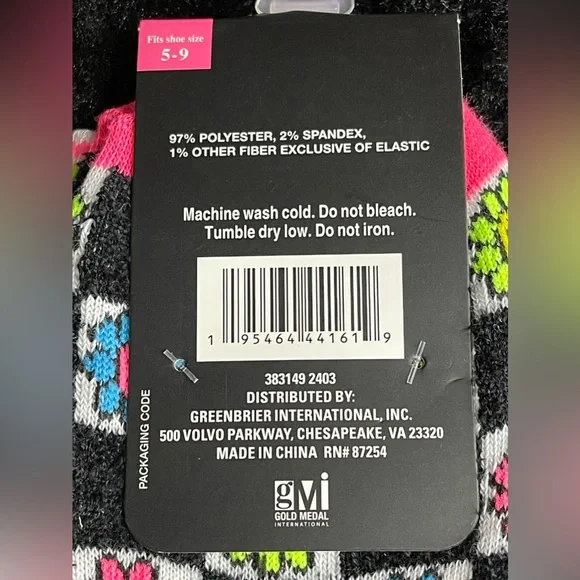 Fits shoe size
5-9
97% POLYESTER, 2% SPANDEX,
1% OTHER FIBER EXCLUSIVE OF ELASTIC
Machine wash cold. Do not bleach.
Tumble dry low. Do not iron.
1 95464 44161 9
383149 2403
DISTRIBUTED BY:
GREENBRIER INTERNATIONAL, INC.
500 VOLVO PARKWAY, CHESAPEAKE, VA 23320
MADE IN CHINA RN# 87254
PACKAGING CODE
gMi
GOLD MEDAL
INTERNATIONAL